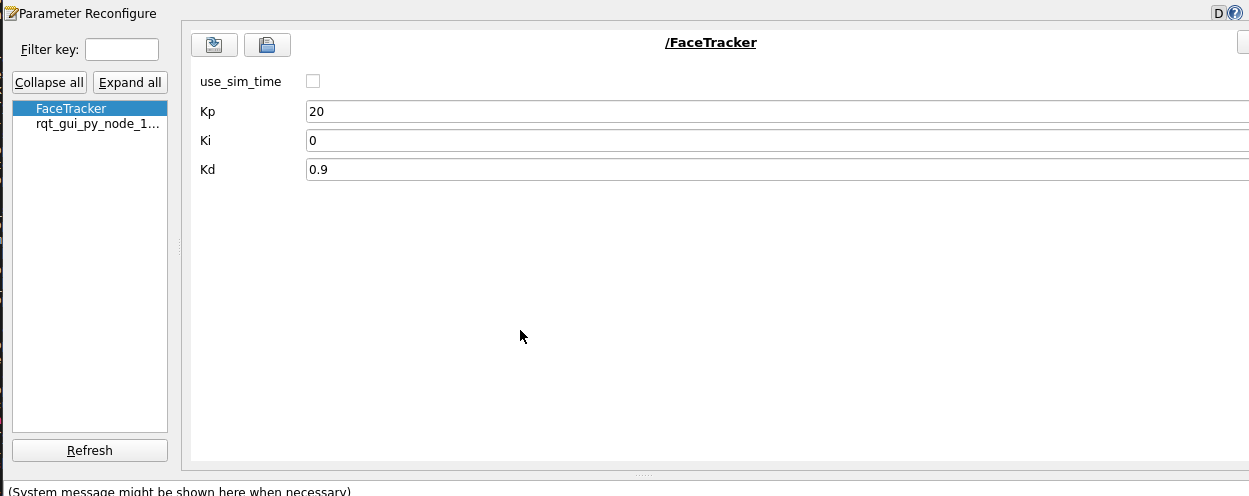 Parameter Reconfigure
D
Filter key:
/FaceTracker
Collapse all
Expand all
use_sim_time
FaceTracker
rqt_gui_py_node_1...
Kp
20
Ki
0
Kd
0.9
Refresh
(System message might be shown here when necessary)